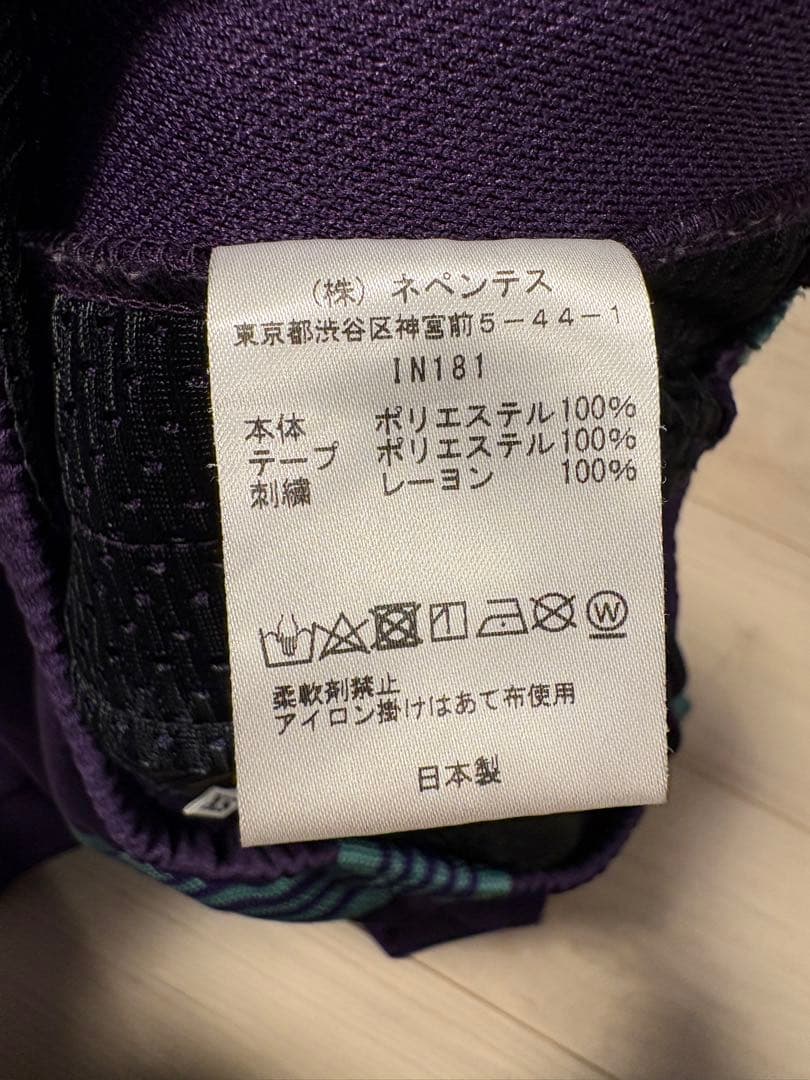 (株) ネペンテス
東京都渋谷区神宮前5-44-1
IN181
本体 ポリエステル100%
テープ ポリエステル100%
刺繍 レーヨン 100%
W
柔軟剤禁止
アイロン掛けはあて布使用
日本製